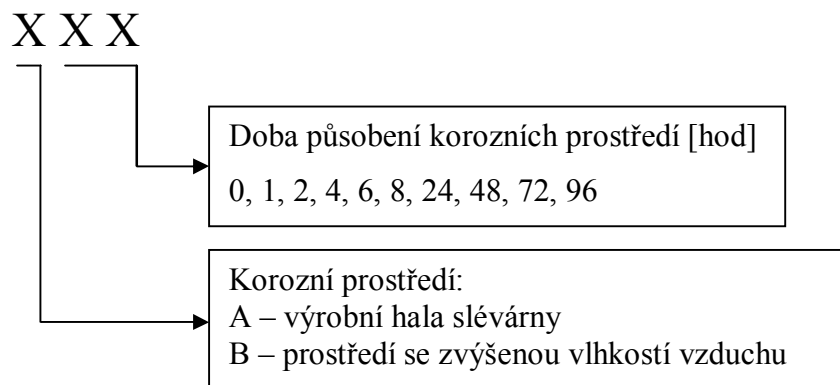 X X X
Doba působení korozních prostředí [hod]
0, 1, 2, 4, 6, 8, 24, 48, 72, 96
Korozní prostředí:
A – výrobní hala slévárny
B – prostředí se zvýšenou vlhkostí vzduchu